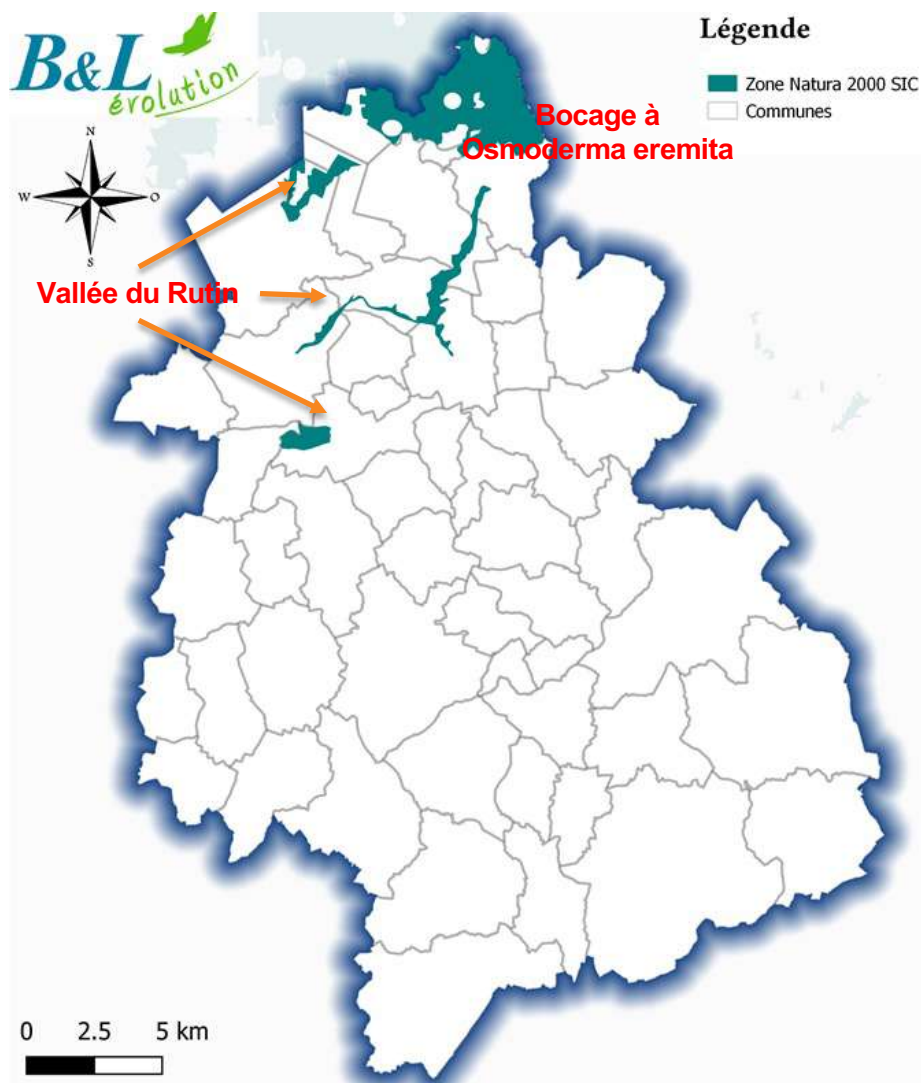 B&L
évolution
Légende
Zone Natura 2000 SIC
Communes
Bocage à
Osmoderma eremita
N
W
O
S
Vallée du Rutin
0 2.5 5 km